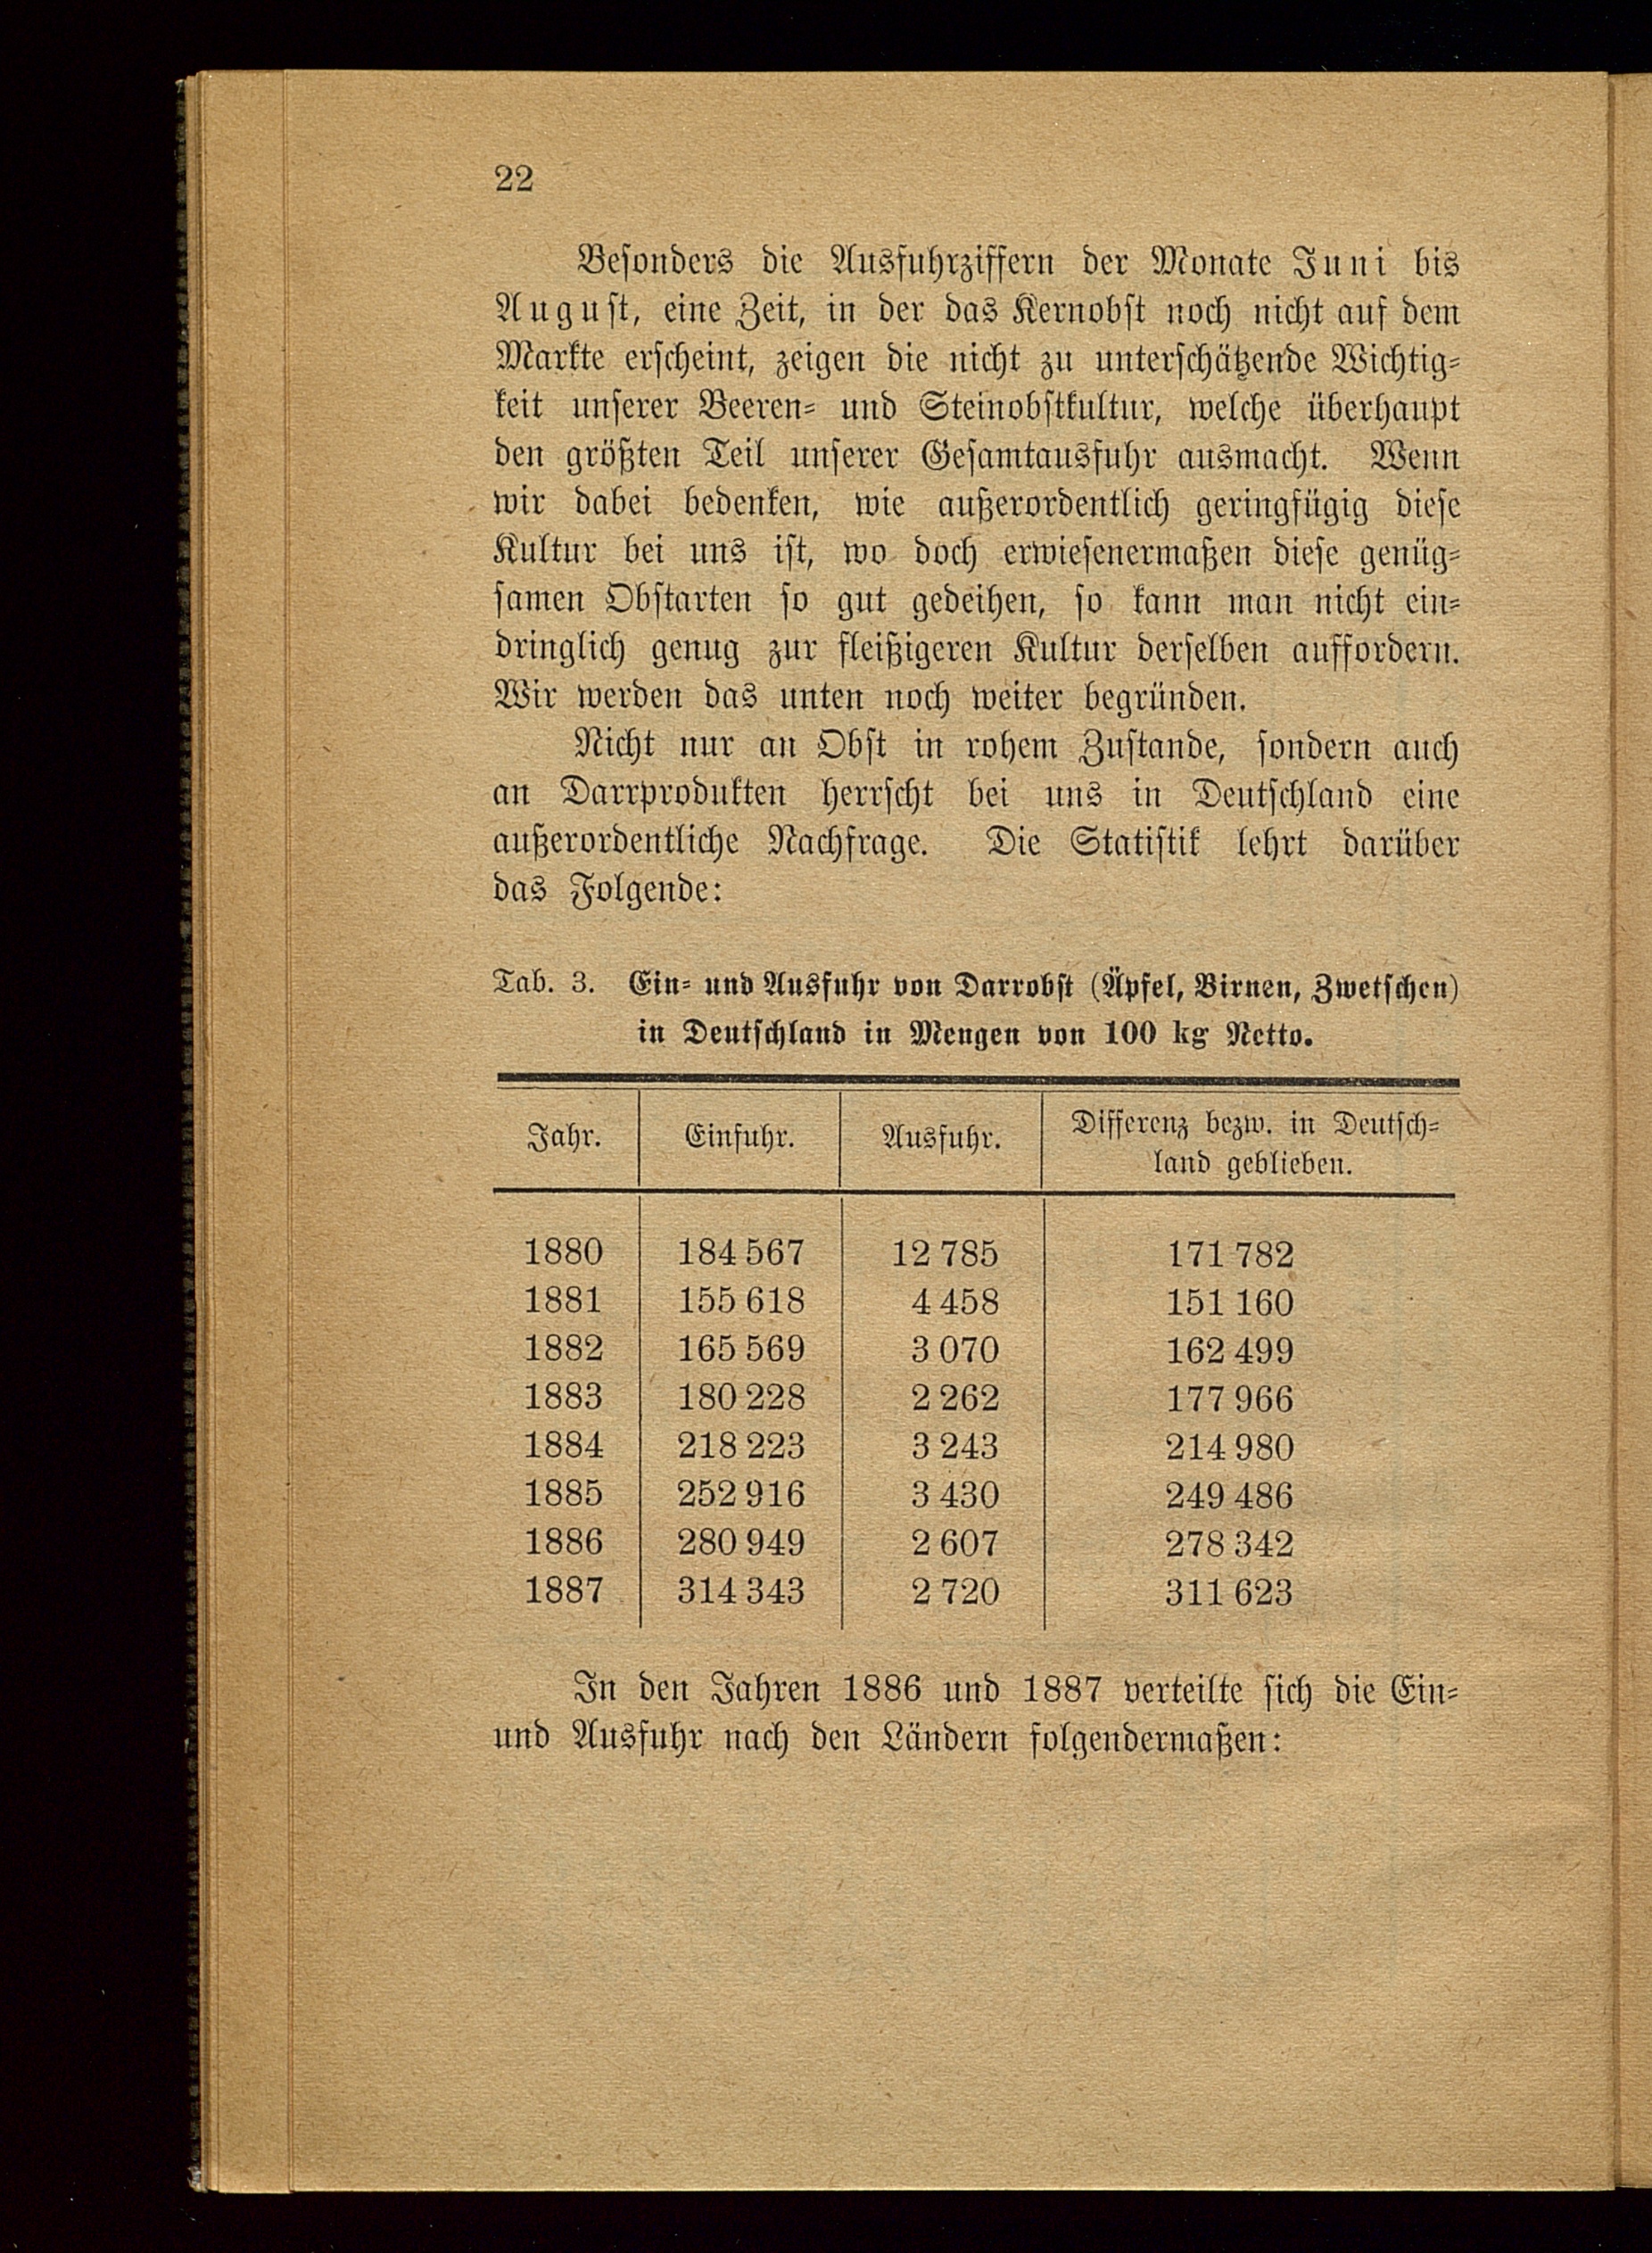 22
Besonders die Ausfuhrziffern der Monate Juni bis
August, eine Zeit, in der das Kernobst noch nicht auf dem
Markte erscheint, zeigen die nicht zu unterschätzende Wichtig-
keit unserer Beeren- und Steinobstkultur, welche überhaupt
den größten Teil unserer Gesamtausfuhr ausmacht. Wenn
wir dabei bedenken, wie außerordentlich geringfügig diese
Kultur bei uns ist, wo doch erwiesenermaßen diese genüg-
samen Obstarten so gut gedeihen, so kann man nicht ein-
dringlich genug zur fleißigeren Kultur derselben auffordern.
Wir werden das unten noch weiter begründen.
Nicht nur an Obst in rohem Zustande, sondern auch
an Darrprodukten herrscht bei uns in Deutschland eine
außerordentliche Nachfrage. Die Statistik lehrt darüber
das Folgende:
Tab. 3. Ein- und Ausfuhr von Darrobst (Äpfel, Birnen, Zwetschen)
in Deutschland in Mengen von 100 kg Netto.
Jahr. Einfuhr. Ausfuhr. Differenz bezw. in Deutsch-
land geblieben.
1880 184 567 12 785 171 782
1881 155 618 4 458 151 160
1882 165 569 3 070 162 499
1883 180 228 2 262 177 966
1884 218 223 3 243 214 980
1885 252 916 3 430 249 486
1886 280 949 2 607 278 342
1887 314 343 2 720 311 623
In den Jahren 1886 und 1887 verteilte sich die Ein-
und Ausfuhr nach den Ländern folgendermaßen: